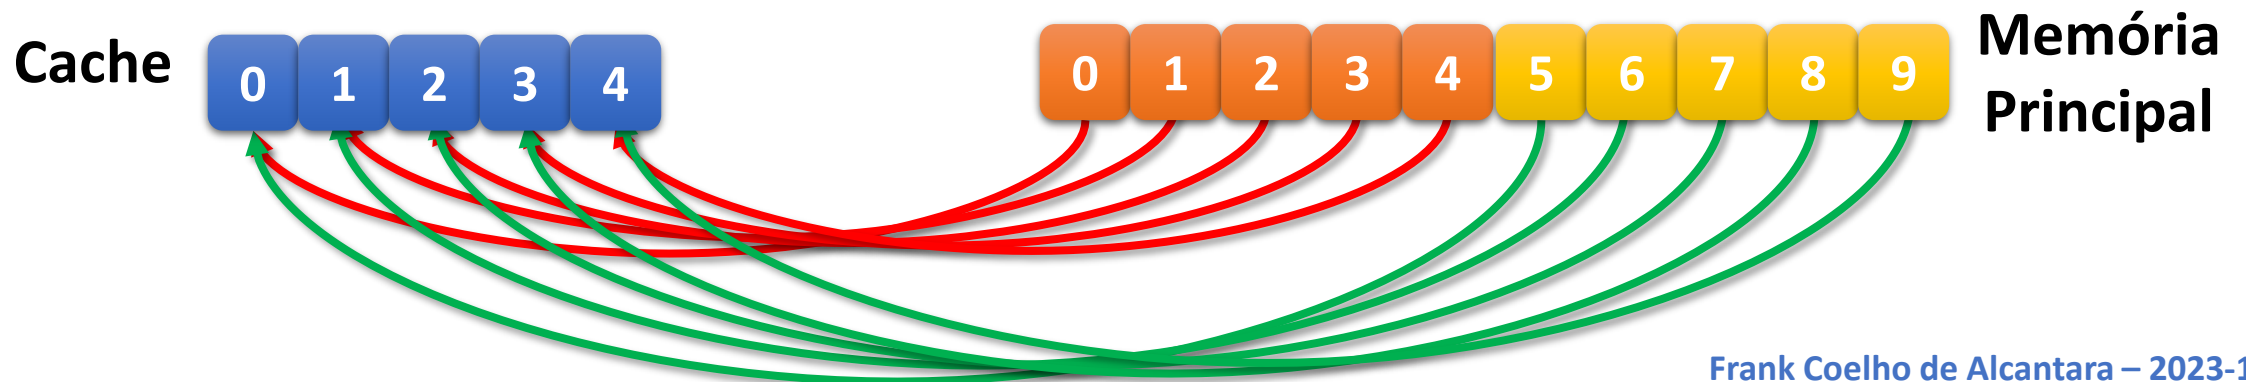 Cache
0 1 2 3 4
0 1 2 3 4 5 6 7 8 9
Memória
Principal
Frank Coelho de Alcantara – 2023-1